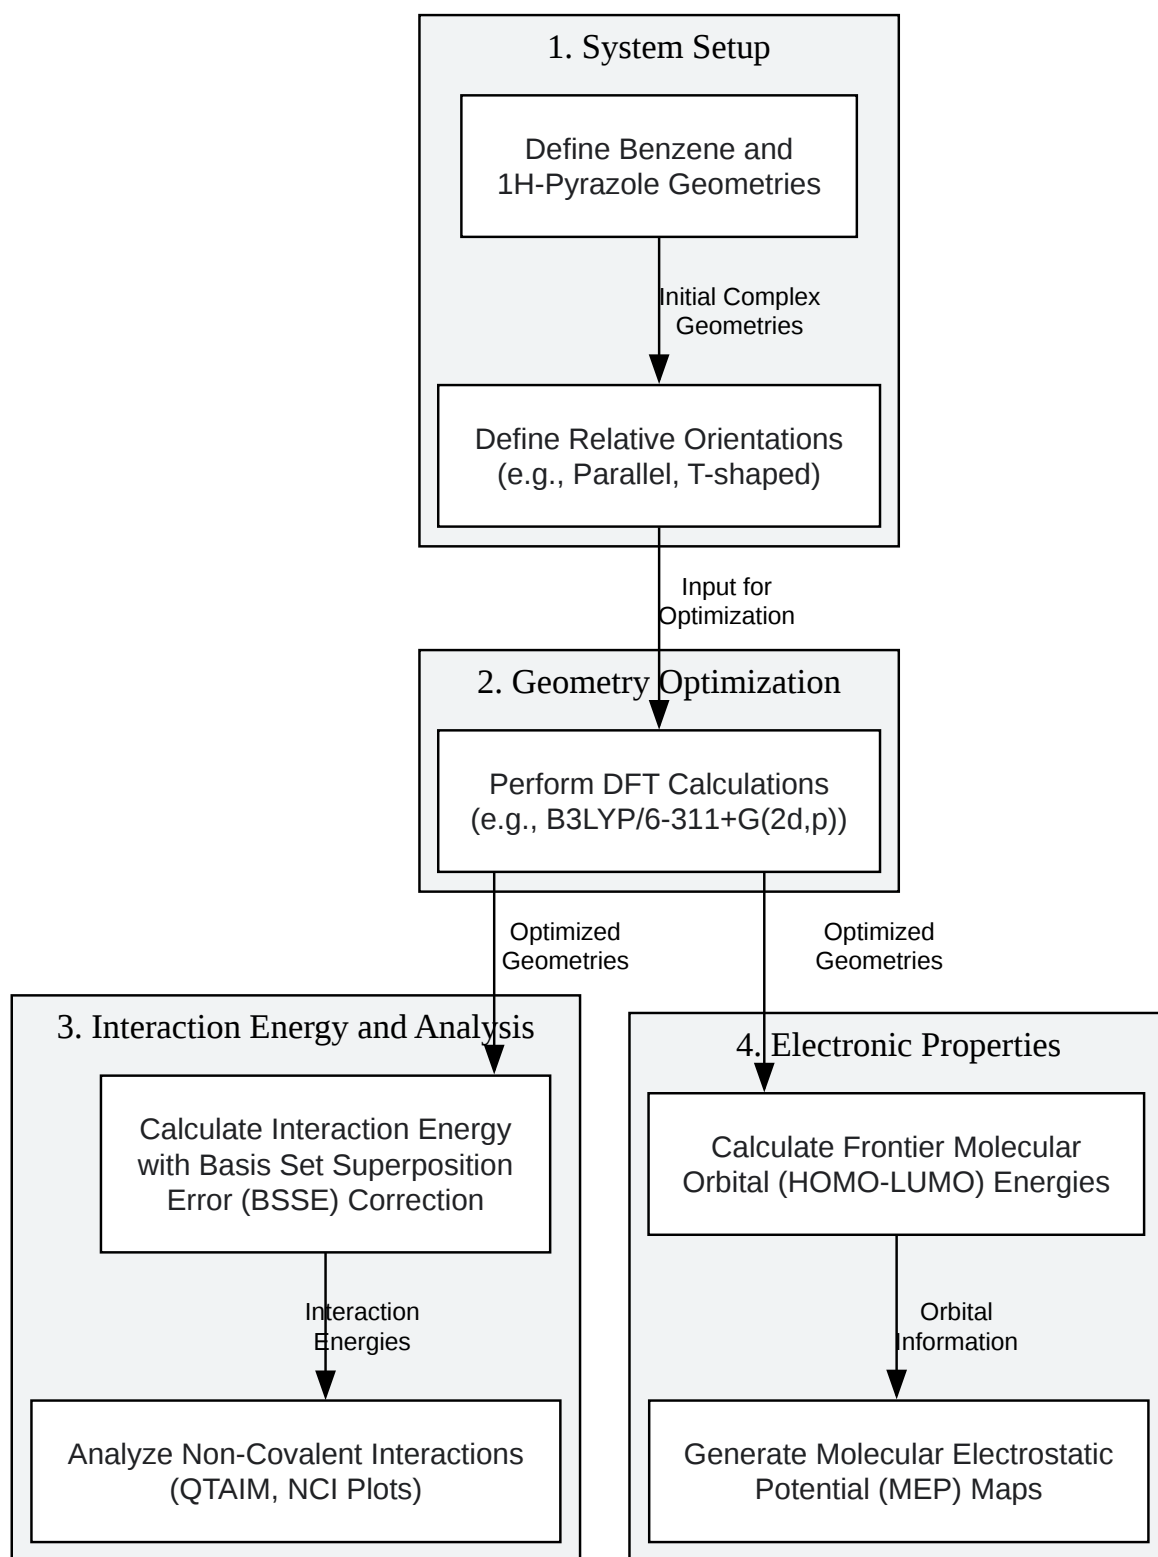 1. System Setup
Define Benzene and
1H-Pyrazole Geometries
Initial Complex
Geometries
Define Relative Orientations
(e.g., Parallel, T-shaped)
Input for
Optimization
2. Geometry Optimization
Perform DFT Calculations
(e.g., B3LYP/6-311+G(2d,p))
Optimized
Geometries
Optimized
Geometries
3. Interaction Energy and Analysis
Calculate Interaction Energy
with Basis Set Superposition
Error (BSSE) Correction
Interaction
Energies
Analyze Non-Covalent Interactions
(QTAIM, NCI Plots)
4. Electronic Properties
Calculate Frontier Molecular
Orbital (HOMO-LUMO) Energies
Orbital
Information
Generate Molecular Electrostatic
Potential (MEP) Maps